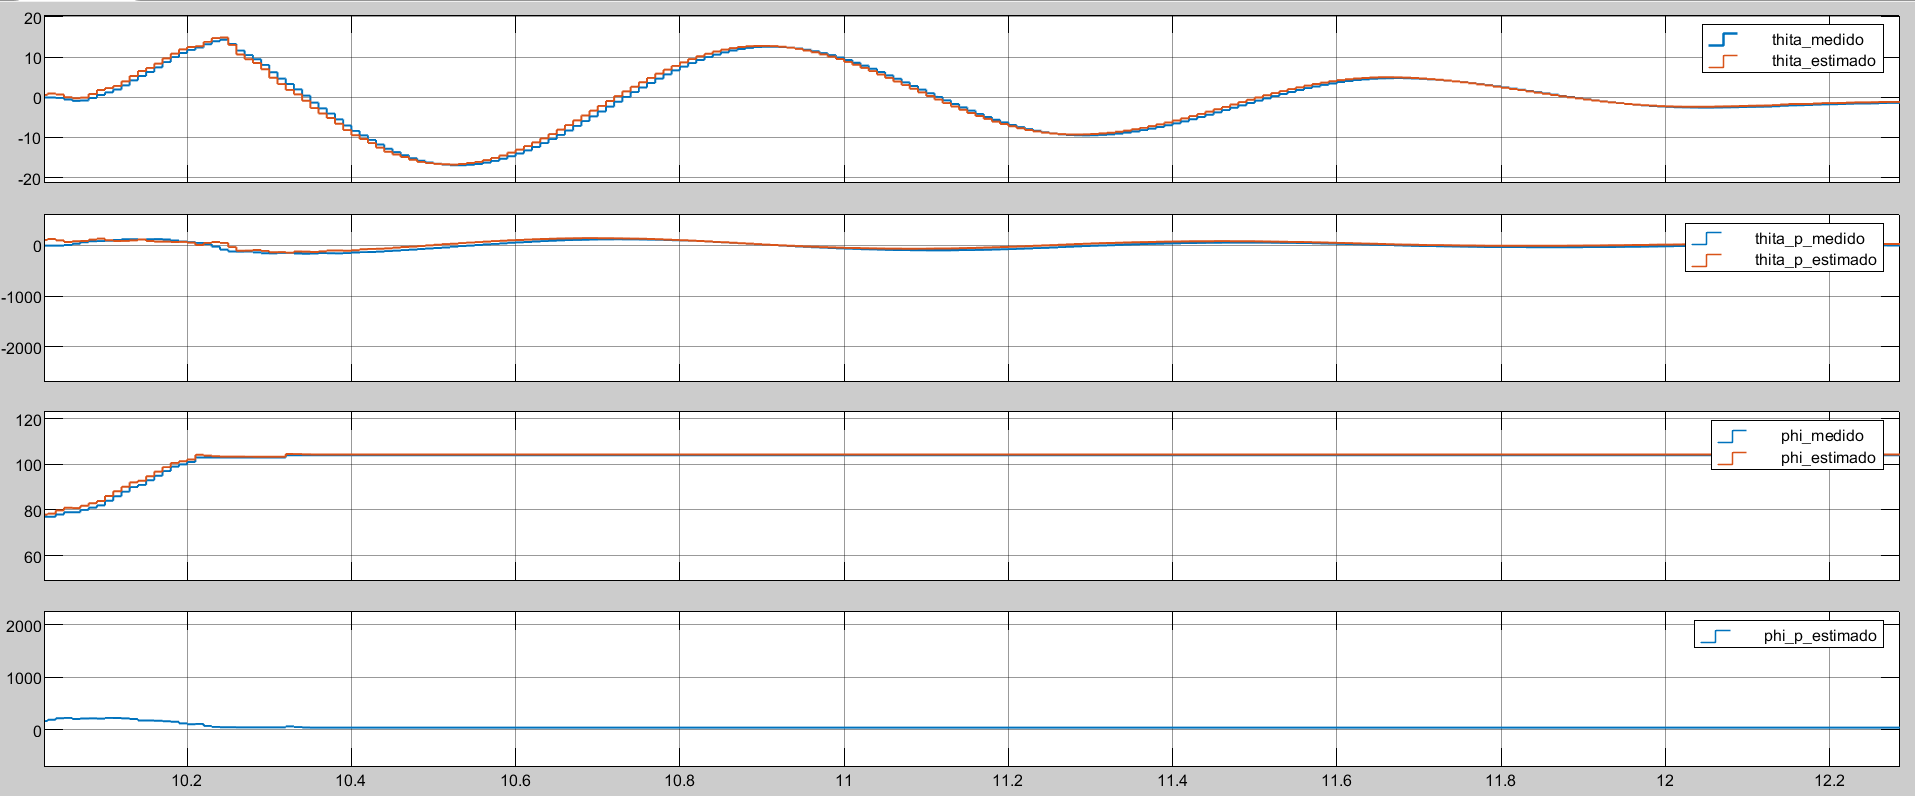 20
10
0
-10
-20
thita_medido
thita_estimado
0
-1000
-2000
thita_p_medido
thita_p_estimado
120
100
80
60
phi_medido
phi_estimado
2000
1000
0
phi_p_estimado
10.2 10.4 10.6 10.8 11 11.2 11.4 11.6 11.8 12 12.2